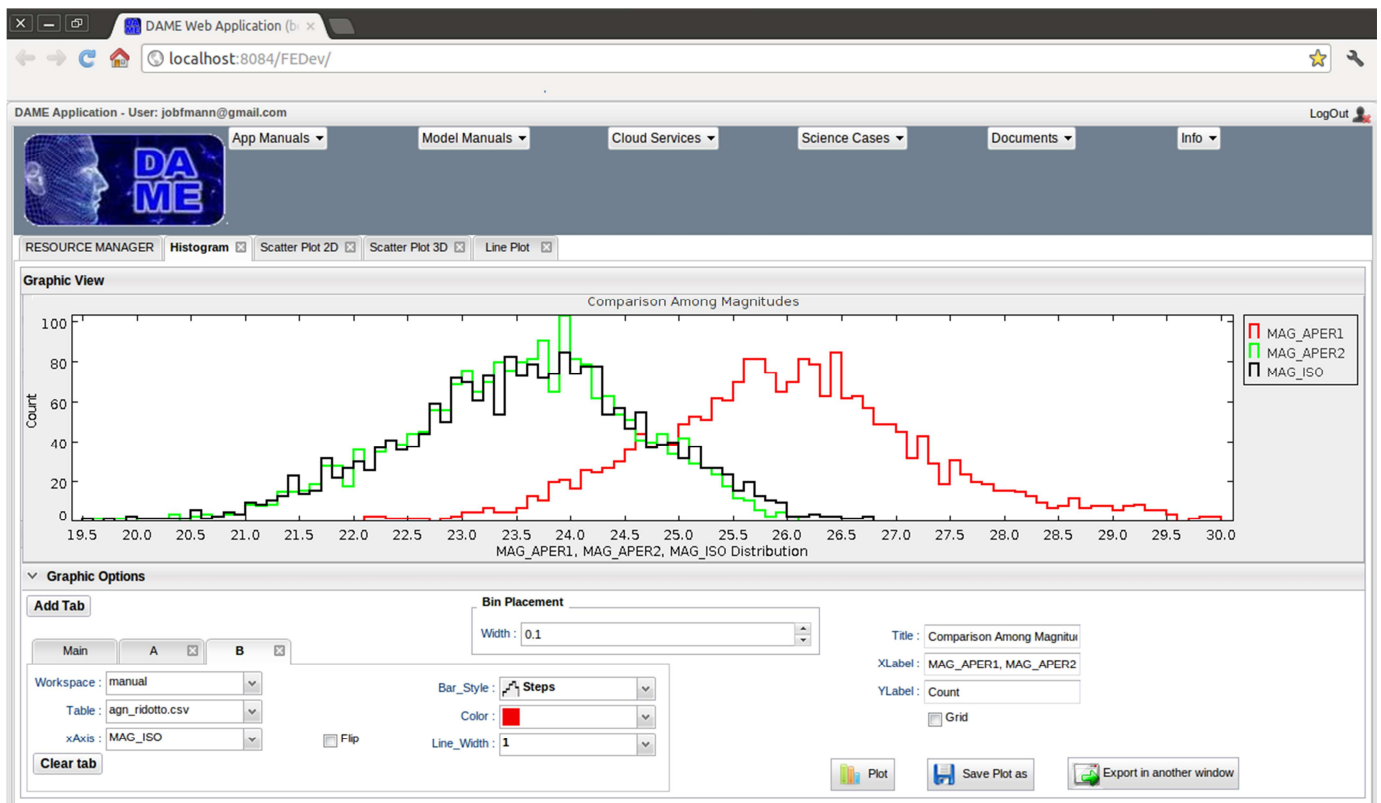 DAME Web Application (b
localhost:8084/FEDev/
DAME Application - User: jobfmann@gmail.com
LogOut
DA
ME
App Manuals
Model Manuals
Cloud Services
Science Cases
Documents
Info
RESOURCE MANAGER
Histogram
Scatter Plot 2D
Scatter Plot 3D
Line Plot
Graphic View
Comparison Among Magnitudes
100
80
60
40
20
0
Count
19.5 20.0 20.5 21.0 21.5 22.0 22.5 23.0 23.5 24.0 24.5 25.0 25.5 26.0 26.5 27.0 27.5 28.0 28.5 29.0 29.5 30.0
MAG_APER1, MAG_APER2, MAG_ISO Distribution
MAG_APER1
MAG_APER2
MAG_ISO
Graphic Options
Add Tab
Main
A
B
Workspace : manual
Table : agn_ridotto.csv
xAxis : MAG_ISO
Flip
Clear tab
Bin Placement
Width : 0.1
Bar_Style : Steps
Color :
Line_Width : 1
Title : Comparison Among Magnitu
XLabel : MAG_APER1, MAG_APER2
YLabel : Count
Grid
Plot
Save Plot as
Export in another window